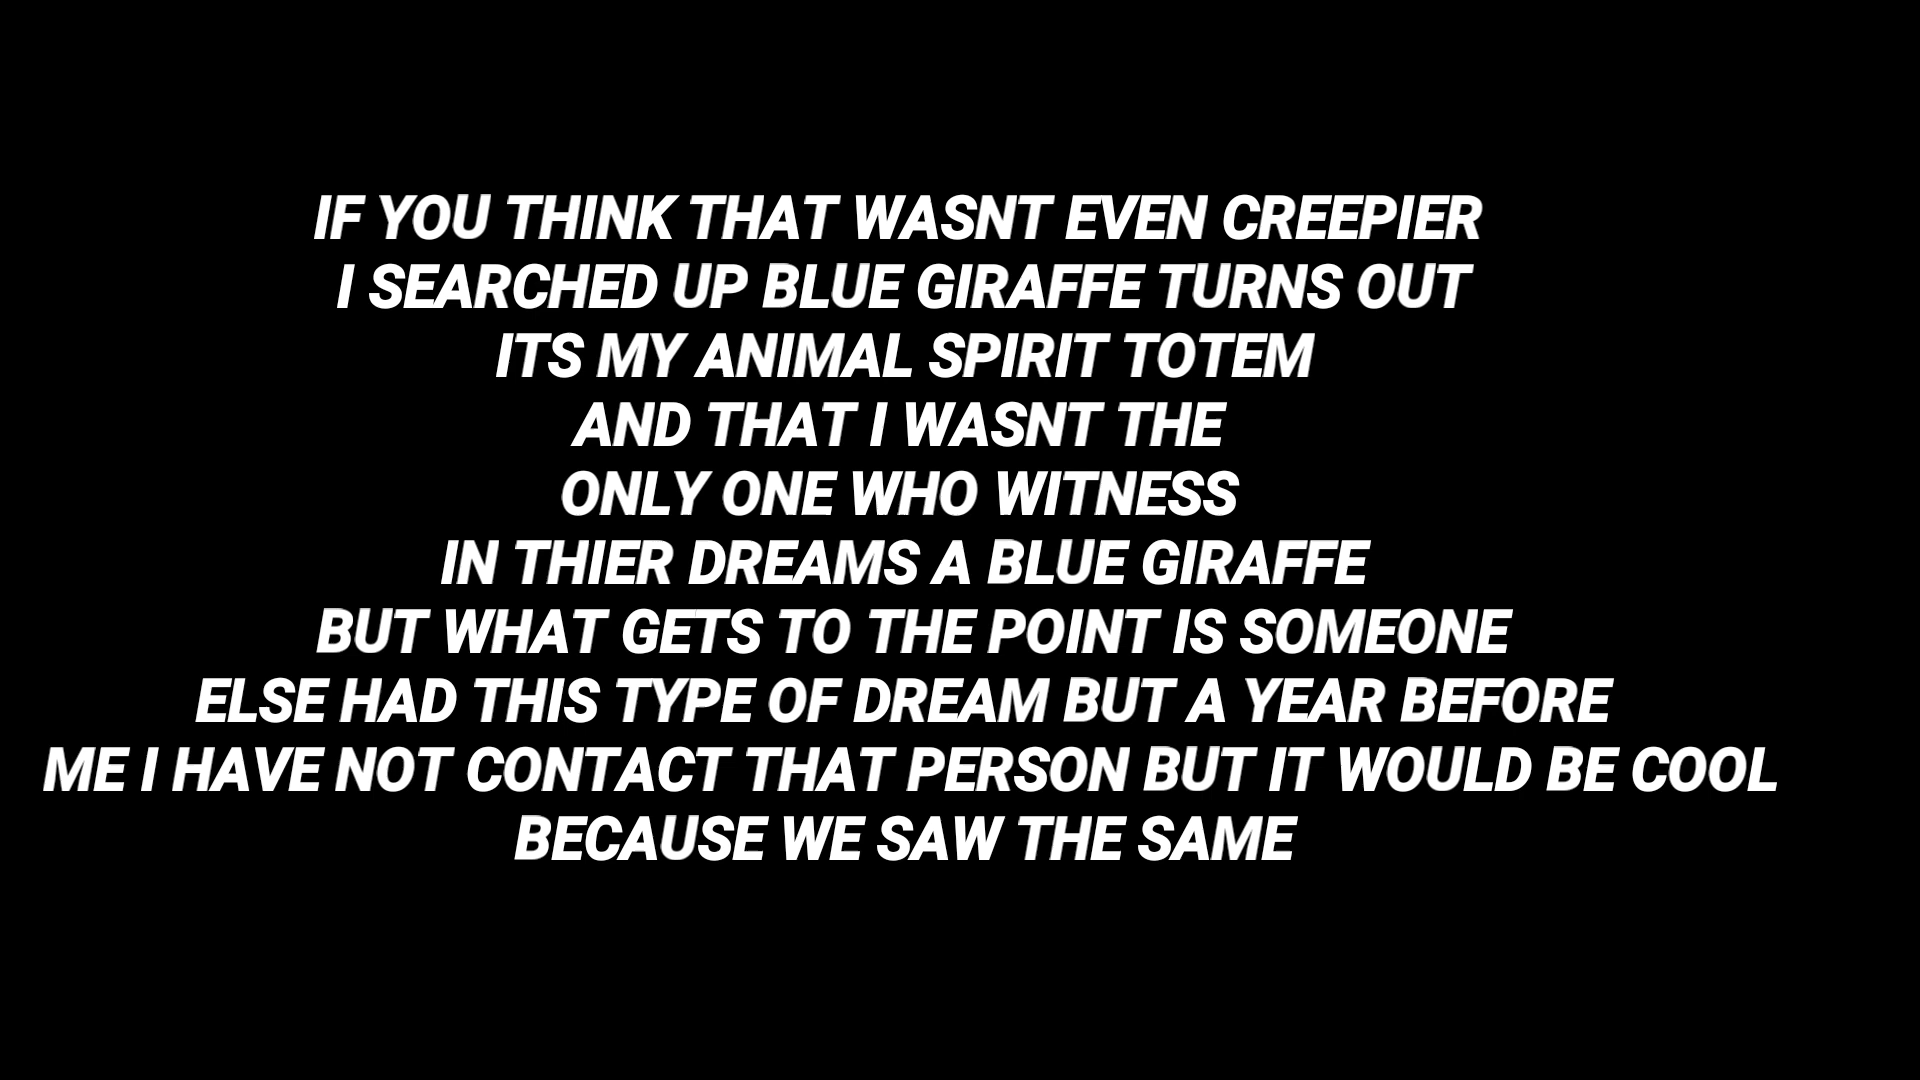 IF YOU THINK THAT WASNT EVEN CREEPIER
I SEARCHED UP BLUE GIRAFFE TURNS OUT
ITS MY ANIMAL SPIRIT TOTEM
AND THAT I WASNT THE
ONLY ONE WHO WITNESS
IN THIER DREAMS A BLUE GIRAFFE
BUT WHAT GETS TO THE POINT IS SOMEONE
ELSE HAD THIS TYPE OF DREAM BUT A YEAR BEFORE
ME I HAVE NOT CONTACT THAT PERSON BUT IT WOULD BE COOL
BECAUSE WE SAW THE SAME